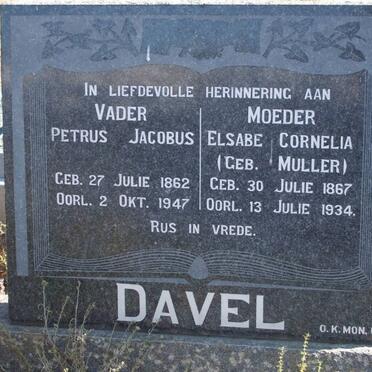 IN LIEFDEVOLLE HERINNERING AAN
VADER
PETRUS JACOBUS
GEB. 27 JULIE 1862
OORL. 2 OKT. 1947
MOEDER
ELSABE CORNELIA
(GEB. MULLER)
GEB. 30 JULIE 1867
OORL. 13 JULIE 1934.
RUS IN VREDE.
DAVEL
O.K. MON.